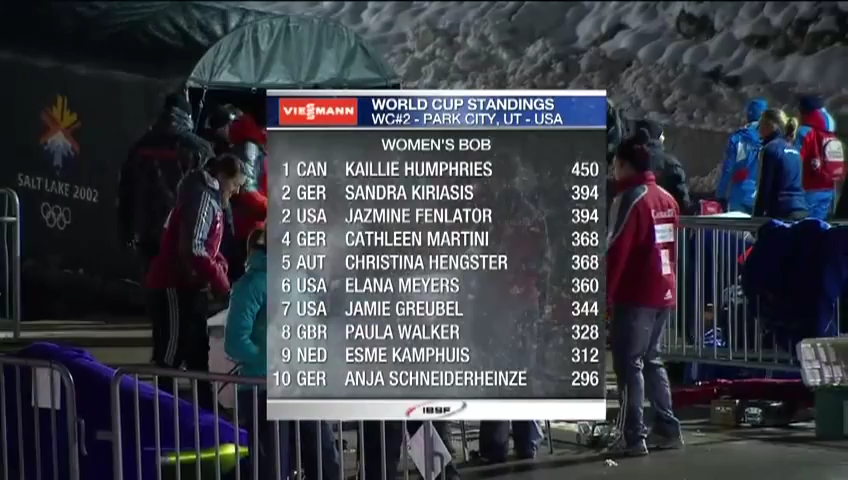 VIESSMANN
WORLD CUP STANDINGS
WC#2 - PARK CITY, UT - USA
WOMEN'S BOB
1 CAN KAILLIE HUMPHRIES 450
2 GER SANDRA KIRIASIS 394
2 USA JAZMINE FENLATOR 394
4 GER CATHLEEN MARTINI 368
5 AUT CHRISTINA HENGSTER 368
6 USA ELANA MEYERS 360
7 USA JAMIE GREUBEL 344
8 GBR PAULA WALKER 328
9 NED ESME KAMPHUIS 312
10 GER ANJA SCHNEIDERHEINZE 296
IBSF
SALT LAKE 2002